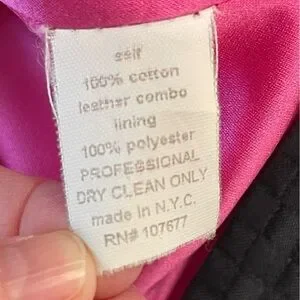 self
100% cotton
leather combo
lining
100% polyester
PROFESSIONAL
DRY CLEAN ONLY
made in N.Y.C.
RN# 107677